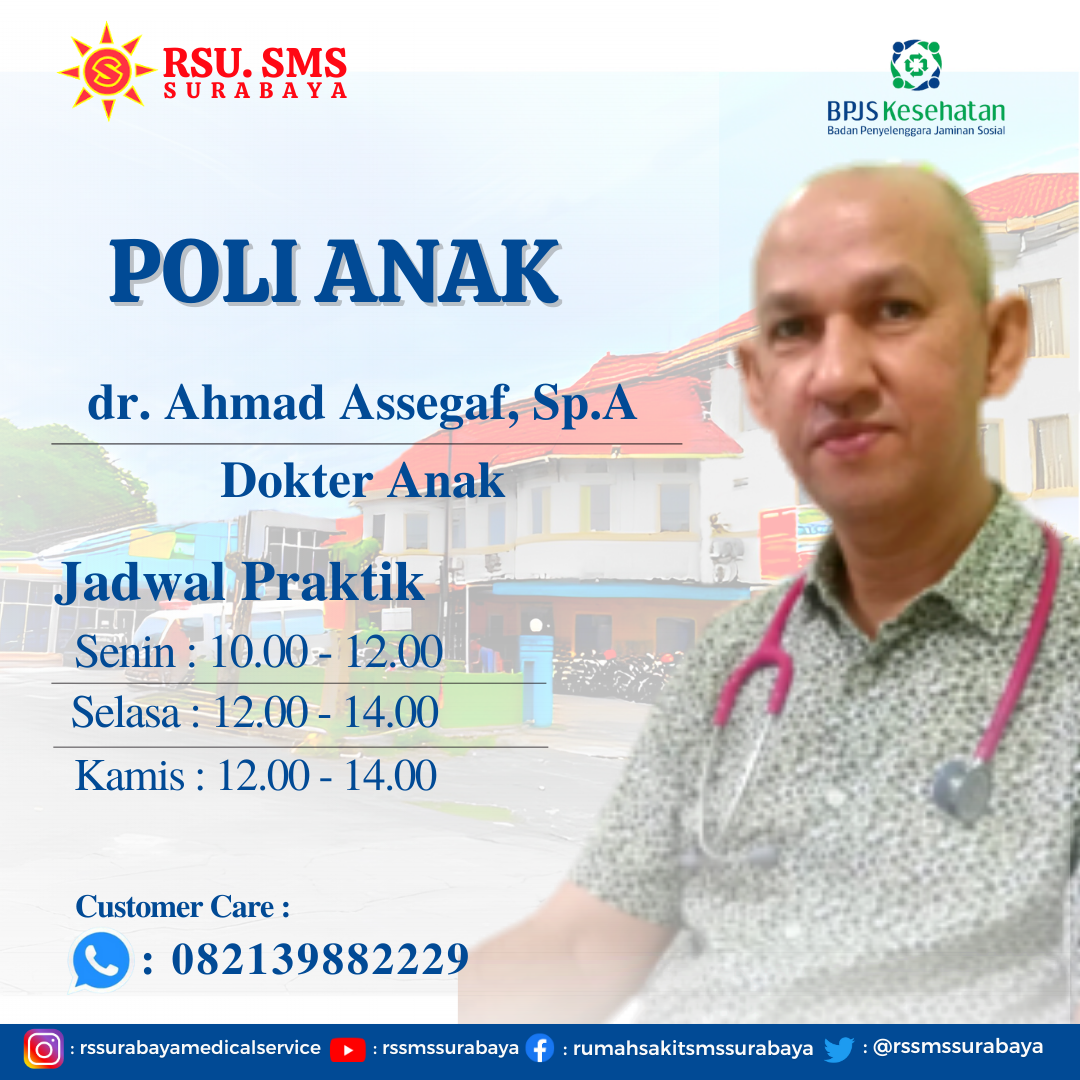 RSU. SMS
SURABAYA
BPJS Kesehatan
Badan Penyelenggara Jaminan Sosial
POLI ANAK
dr. Ahmad Assegaf, Sp.A
Dokter Anak
Jadwal Praktik
Senin : 10.00 - 12.00
Selasa : 12.00 - 14.00
Kamis : 12.00 - 14.00
Customer Care :
: 082139882229
: rssurabayamedicalservice : rssmssurabaya : rumahsakitsmssurabaya : @rssmssurabaya